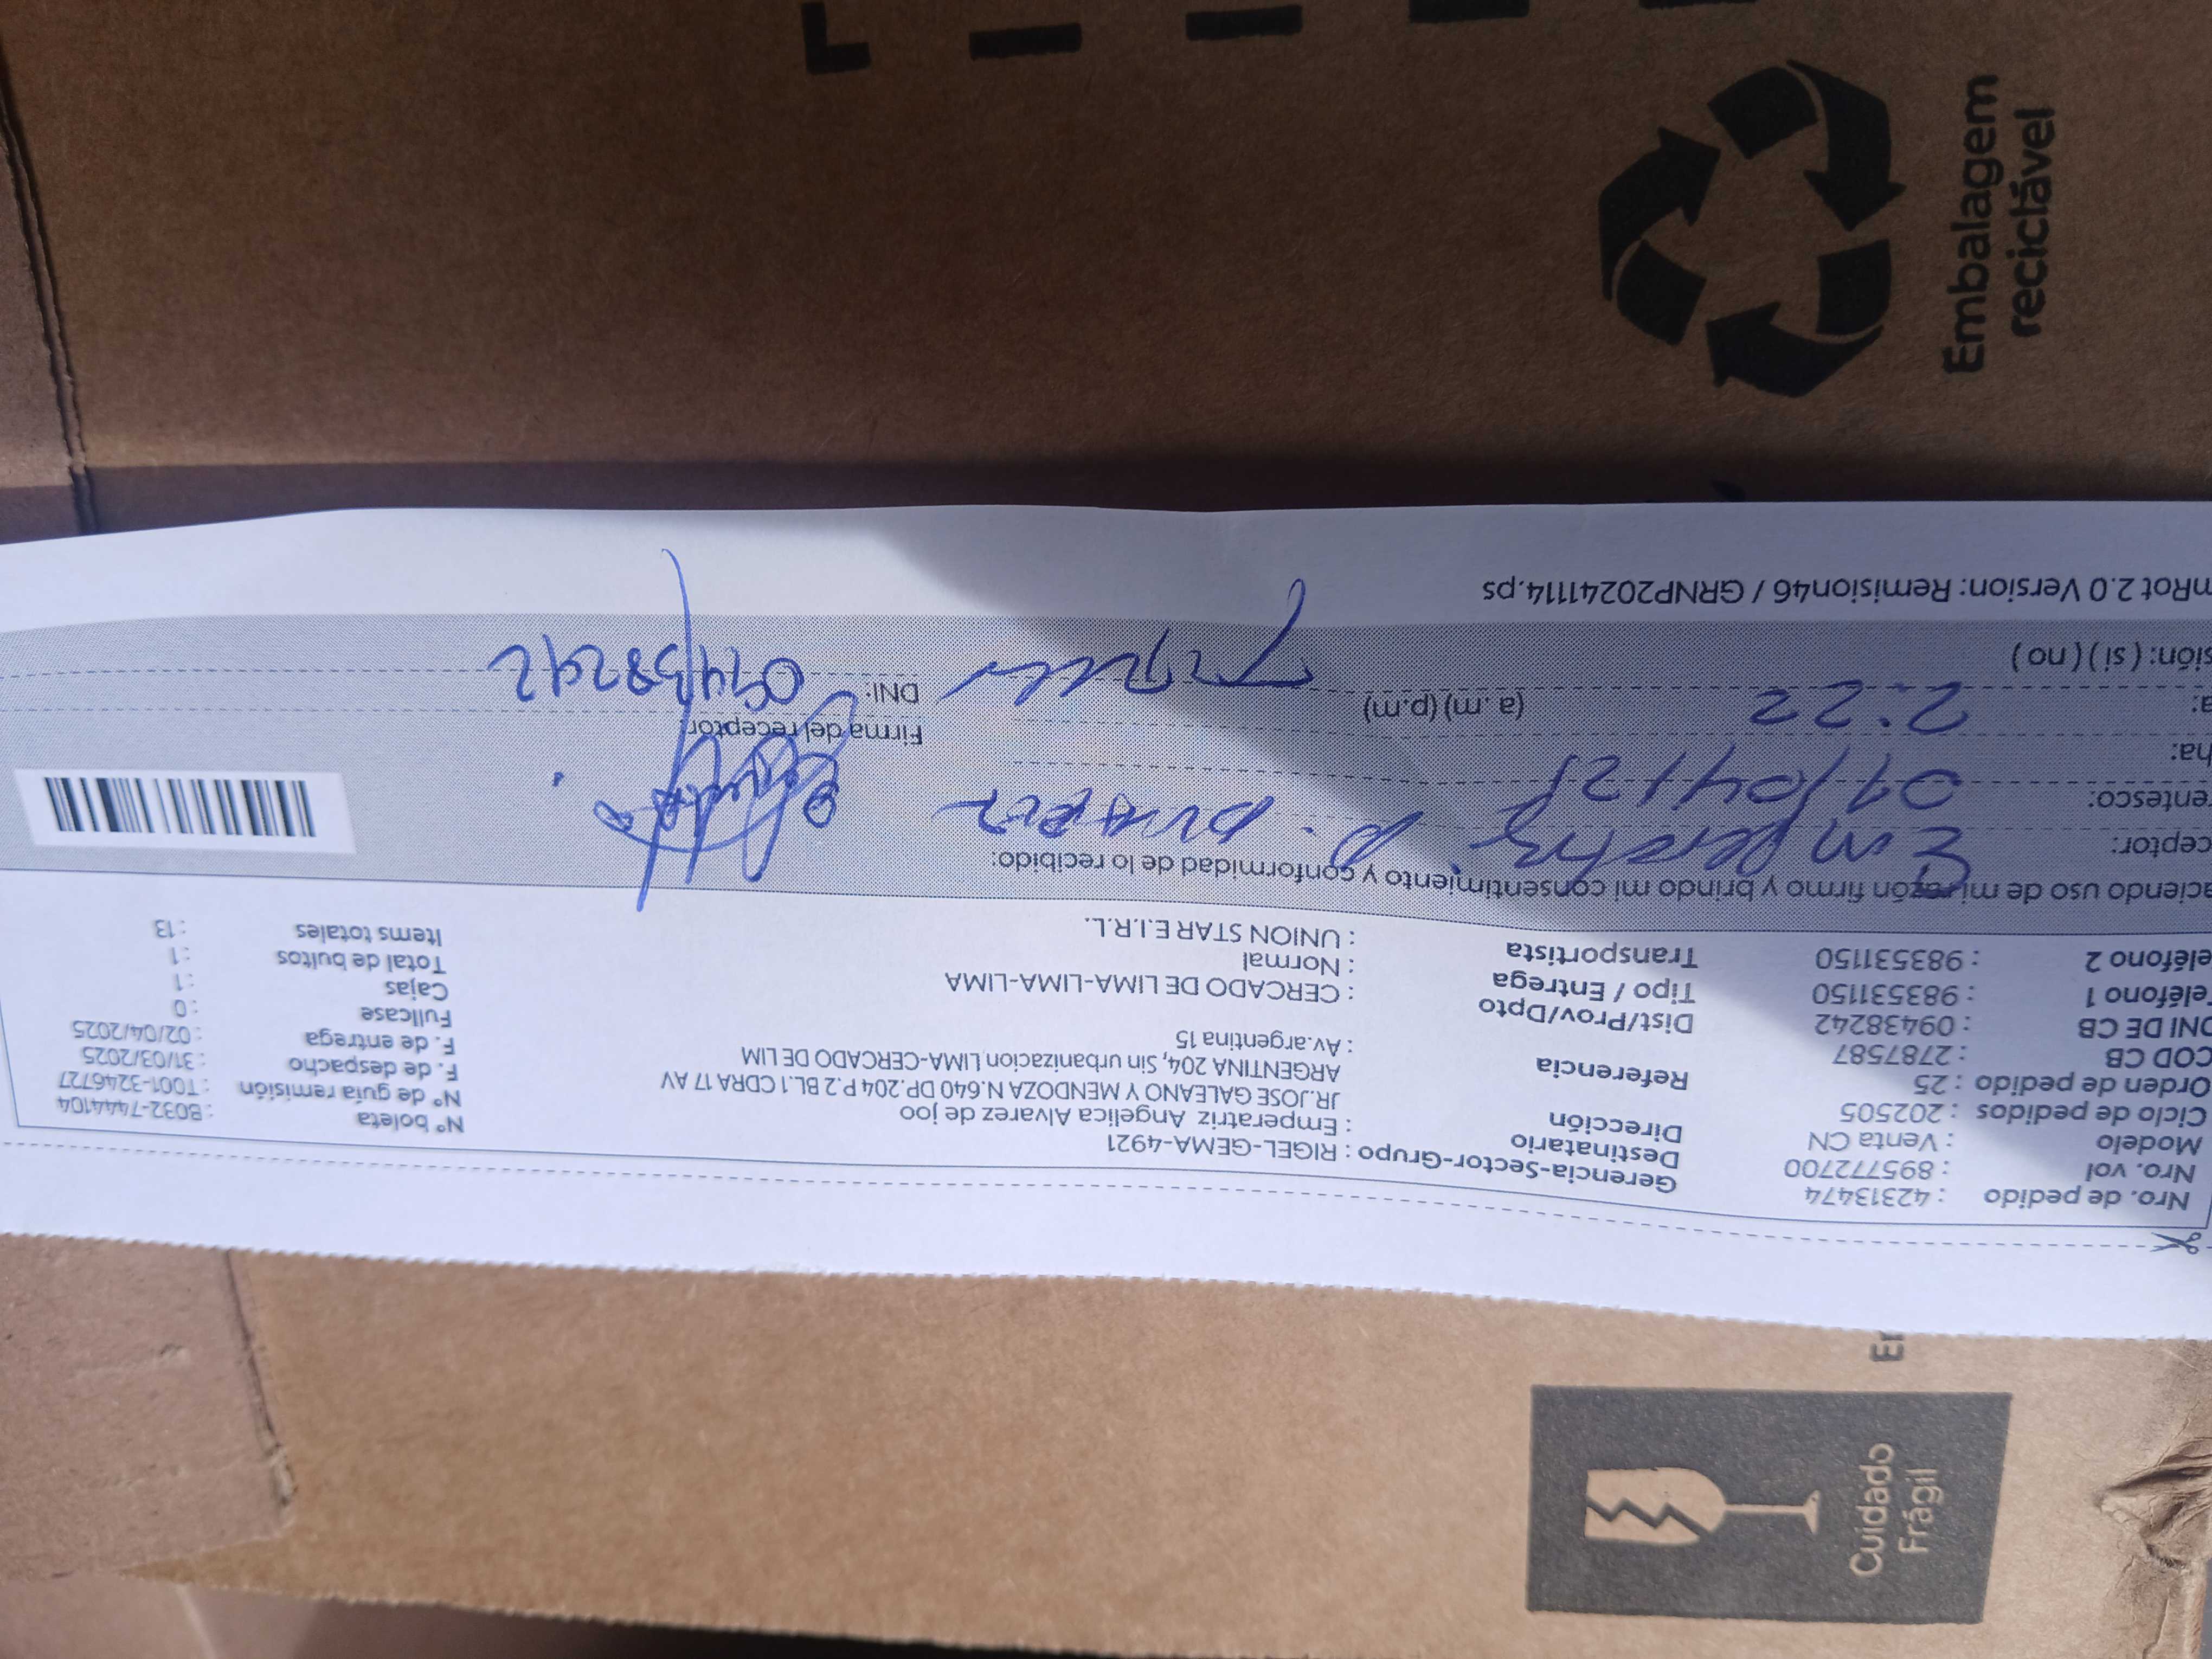 Nro. de pedido : 42313474
Nro. vol : 895772700
Modelo : Venta CN
Ciclo de pedidos : 202505
Orden de pedido : 25
COD CB : 2787587
DNI DE CB : 09438242
eléfono 1 : 983531150
eléfono 2 : 983531150
Gerencia-Sector-Grupo : RIGEL-GEMA-4921
Destinatario : Emperatriz Angelica Alvarez de joo
Dirección
JR.JOSE GALEANO Y MENDOZA N 640 DP.204 P.2 BL.1 CDRA 17 AV
ARGENTINA 204, Sin urbanizacion, LIMA-CERCADO DE LIM
Referencia : Av.argentina 15
Dist/Prov/Dpto : CERCADO DE LIMA-LIMA-LIMA
Tipo / Entrega : Normal
Transportista : UNION STAR E.I.R.L.
Nº boleta : B032-7444104
Nº de guía remisión : T001-3246727
F. de despacho : 31/03/2025
F. de entrega : 02/04/2025
Fullcase : 0
Cajas : 1
Total de bultos : 1
Items totales : 13
aciendo uso de mi razón firmo y brindo mi consentimiento y conformidad de lo recibido:
ceptor:
rentesco:
ha: 01/04/25
a: 2:22 (a .m) (p.m)
sión: ( si ) ( no )
Firma del receptor:
DNI: 09438242
nRot 2.0 Version: Remision46 / GRNP20241114.ps
Embalagem
reciclável
Cuidado
Frágil